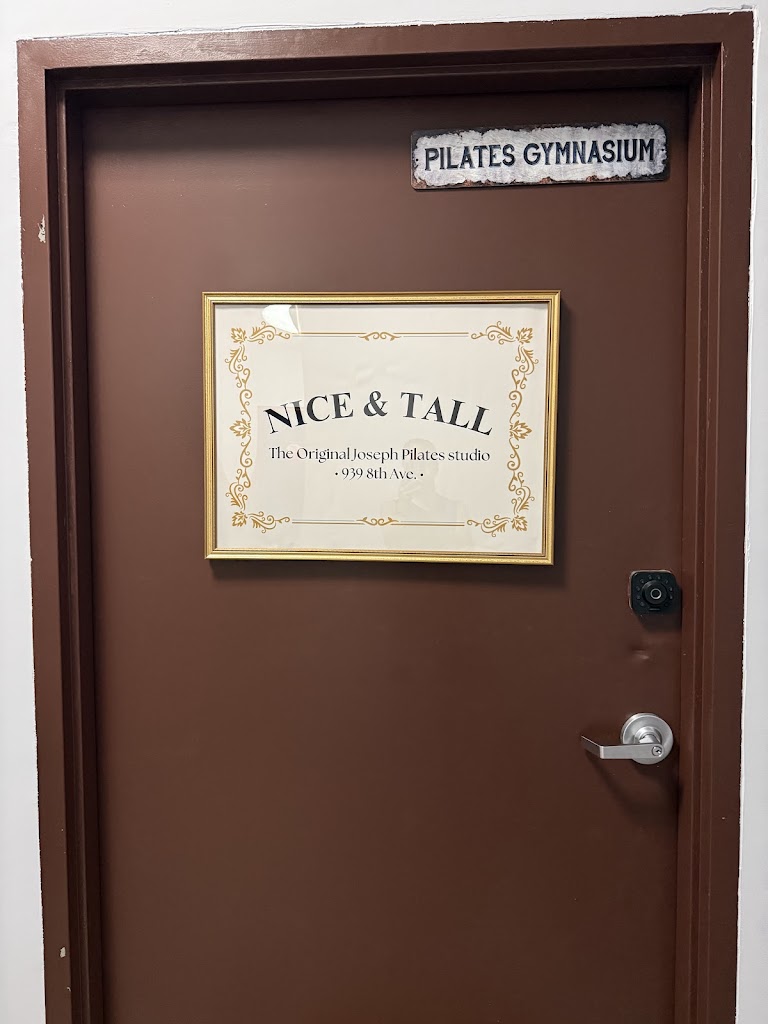 PILATES GYMNASIUM
NICE & TALL
The Original Joseph Pilates studio
• 939 8th Ave. •